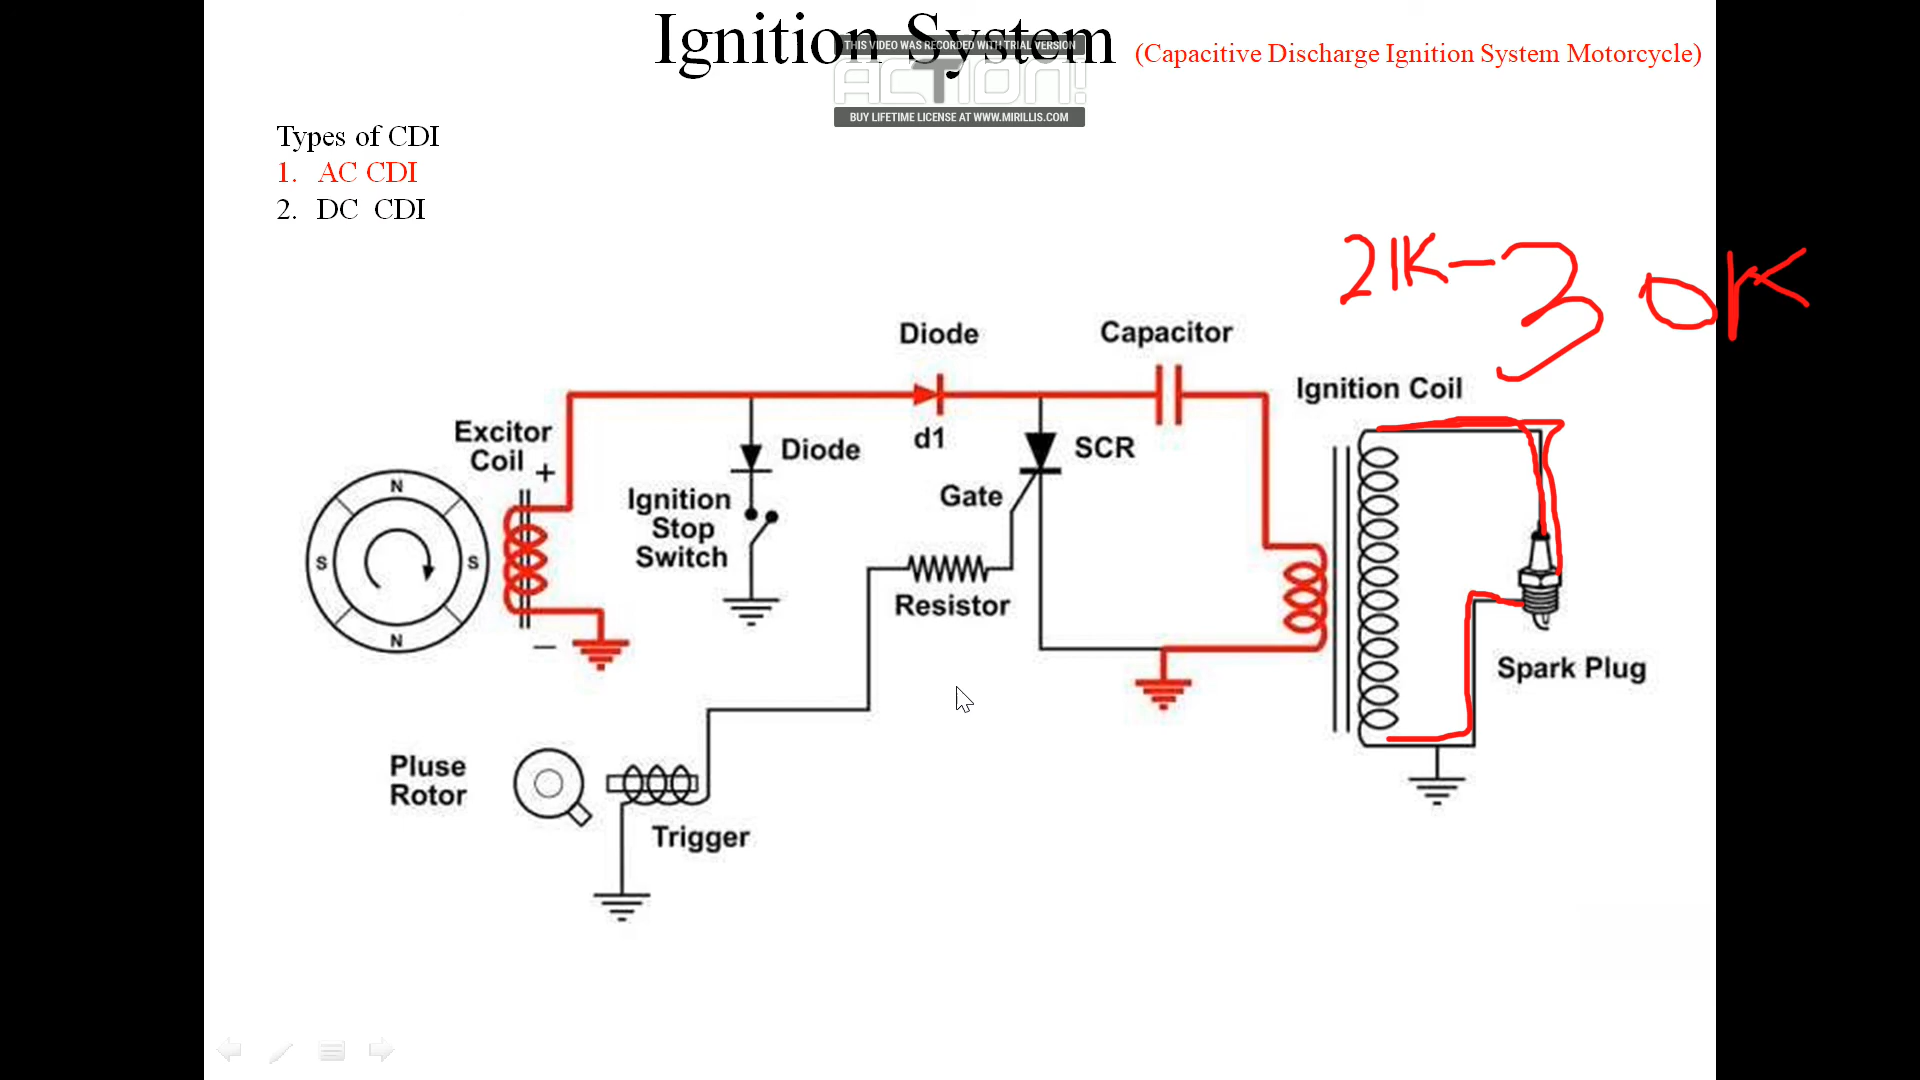 Ignition System (Capacitive Discharge Ignition System Motorcycle)
THIS VIDEO WAS RECORDED WITH TRIAL VERSION
ACTION!
BUY LIFETIME LICENSE AT WWW.MIRILLIS.COM
Types of CDI
1. AC CDI
2. DC CDI
21K-30K
Diode
Capacitor
Ignition Coil
Excitor
Coil
+
d1
Diode
SCR
Gate
Ignition
Stop
Switch
N
S
S
N
Resistor
–
Spark Plug
Pluse
Rotor
Trigger